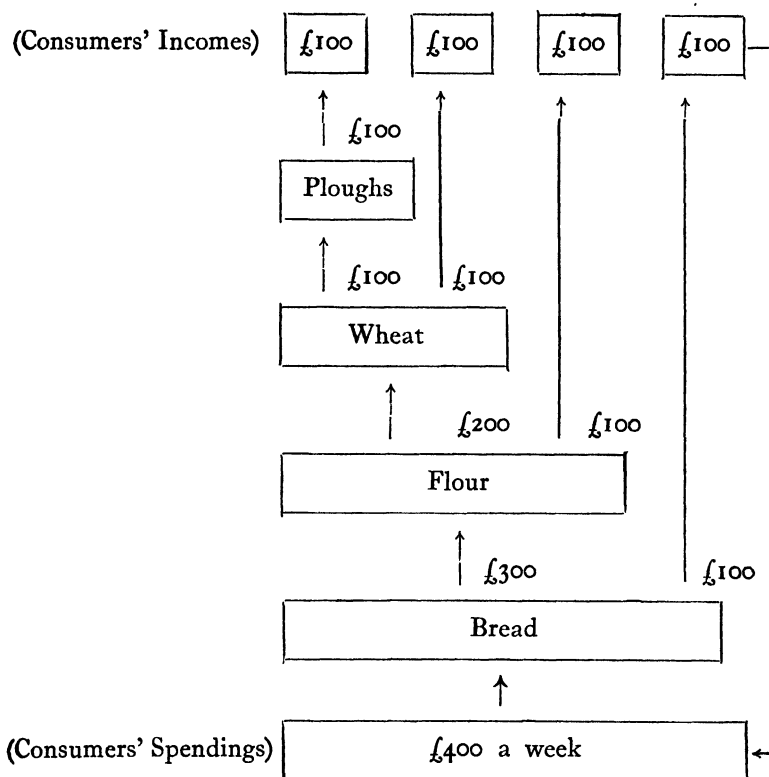 (Consumers' Incomes) £100 £100 £100 £100
£100
Ploughs
£100 £100
Wheat
£200 £100
Flour
£300 £100
Bread
(Consumers' Spendings) £400 a week